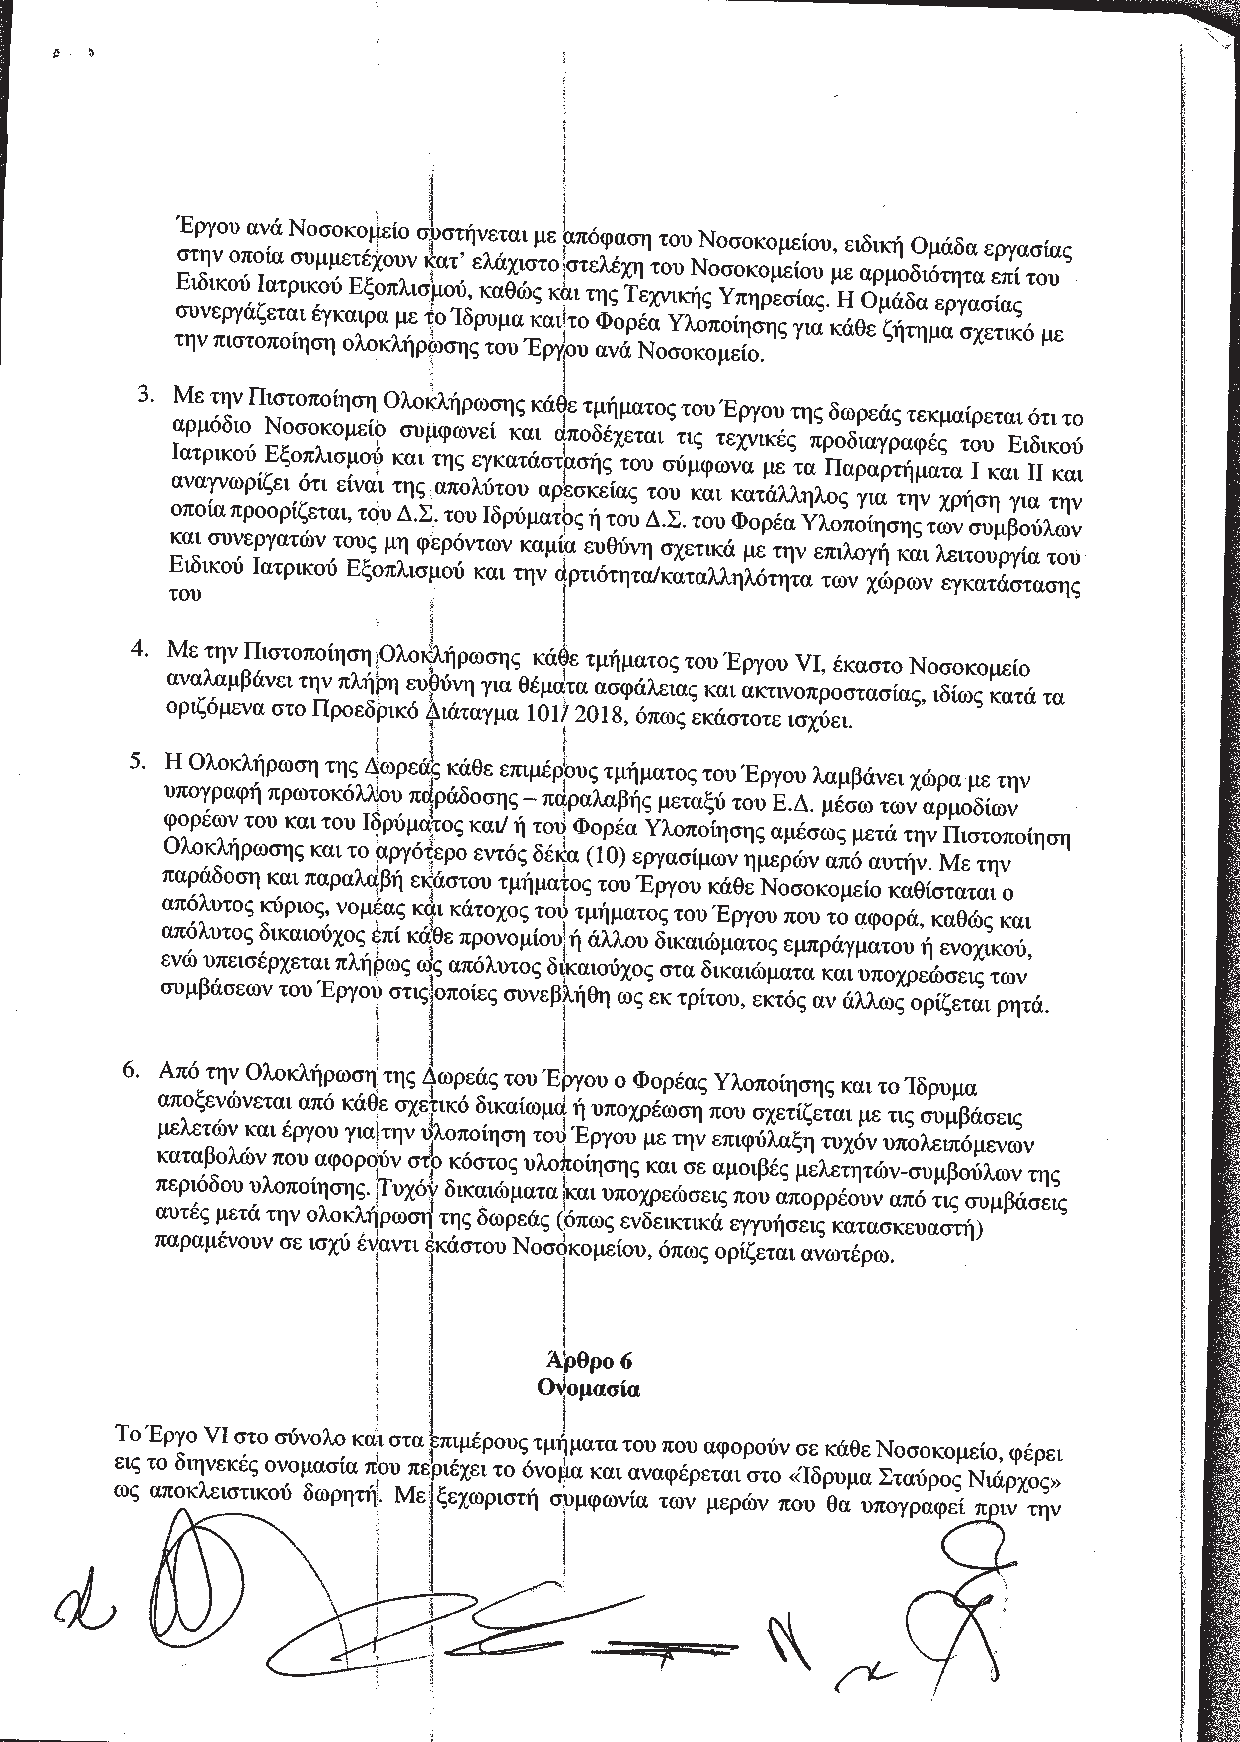 Έργου ανά Νοσοκομείο συστήνεται με απόφαση του Νοσοκομείου, ειδική Ομάδα εργασίας
στην οποία συμμετέχουν κατ’ ελάχιστο στελέχη του Νοσοκομείου με αρμοδιότητα επί του
Ειδικού Ιατρικού Εξοπλισμού, καθώς και της Τεχνικής Υπηρεσίας. Η Ομάδα εργασίας
συνεργάζεται έγκαιρα με το Ίδρυμα και το Φορέα Υλοποίησης για κάθε ζήτημα σχετικό με
την πιστοποίηση ολοκλήρωσης του Έργου ανά Νοσοκομείο.
3. Με την Πιστοποίηση Ολοκλήρωσης κάθε τμήματος του Έργου της δωρεάς τεκμαίρεται ότι το
αρμόδιο Νοσοκομείο συμφωνεί και αποδέχεται τις τεχνικές προδιαγραφές του Ειδικού
Ιατρικού Εξοπλισμού και της εγκατάστασής του σύμφωνα με τα Παραρτήματα Ι και ΙΙ και
αναγνωρίζει ότι είναι της απολύτου αρεσκείας του και κατάλληλος για την χρήση για την
οποία προορίζεται, του Δ.Σ. του Ιδρύματος ή του Δ.Σ. του Φορέα Υλοποίησης των συμβούλων
και συνεργατών τους μη φερόντων καμία ευθύνη σχετικά με την επιλογή και λειτουργία του
Ειδικού Ιατρικού Εξοπλισμού και την αρτιότητα/καταλληλότητα των χώρων εγκατάστασης
του
4. Με την Πιστοποίηση Ολοκλήρωσης κάθε τμήματος του Έργου VI, έκαστο Νοσοκομείο
αναλαμβάνει την πλήρη ευθύνη για θέματα ασφάλειας και ακτινοπροστασίας, ιδίως κατά τα
οριζόμενα στο Προεδρικό Διάταγμα 101/ 2018, όπως εκάστοτε ισχύει.
5. Η Ολοκλήρωση της Δωρεάς κάθε επιμέρους τμήματος του Έργου λαμβάνει χώρα με την
υπογραφή πρωτοκόλλου παράδοσης – παραλαβής μεταξύ του Ε.Δ. μέσω των αρμοδίων
φορέων του και του Ιδρύματος και/ ή του Φορέα Υλοποίησης αμέσως μετά την Πιστοποίηση
Ολοκλήρωσης και το αργότερο εντός δέκα (10) εργασίμων ημερών από αυτήν. Με την
παράδοση και παραλαβή εκάστου τμήματος του Έργου κάθε Νοσοκομείο καθίσταται ο
απόλυτος κύριος, νομέας και κάτοχος του τμήματος του Έργου που το αφορά, καθώς και
απόλυτος δικαιούχος επί κάθε προνομίου ή άλλου δικαιώματος εμπράγματου ή ενοχικού,
ενώ υπεισέρχεται πλήρως ως απόλυτος δικαιούχος στα δικαιώματα και υποχρεώσεις των
συμβάσεων του Έργου στις οποίες συνεβλήθη ως εκ τρίτου, εκτός αν άλλως ορίζεται ρητά.
6. Από την Ολοκλήρωση της Δωρεάς του Έργου ο Φορέας Υλοποίησης και το Ίδρυμα
αποξενώνεται από κάθε σχετικό δικαίωμα ή υποχρέωση που σχετίζεται με τις συμβάσεις
μελετών και έργου για την υλοποίηση του Έργου με την επιφύλαξη τυχόν υπολειπόμενων
καταβολών που αφορούν στο κόστος υλοποίησης και σε αμοιβές μελετητών-συμβούλων της
περιόδου υλοποίησης. Τυχόν δικαιώματα και υποχρεώσεις που απορρέουν από τις συμβάσεις
αυτές μετά την ολοκλήρωση της δωρεάς (όπως ενδεικτικά εγγυήσεις κατασκευαστή)
παραμένουν σε ισχύ έναντι εκάστου Νοσοκομείου, όπως ορίζεται ανωτέρω.
Άρθρο 6
Ονομασία
Το Έργο VI στο σύνολο και στα επιμέρους τμήματα του που αφορούν σε κάθε Νοσοκομείο, φέρει
εις το διηνεκές ονομασία που περιέχει το όνομα και αναφέρεται στο «Ίδρυμα Σταύρος Νιάρχος»
ως αποκλειστικού δωρητή. Με ξεχωριστή συμφωνία των μερών που θα υπογραφεί πριν την